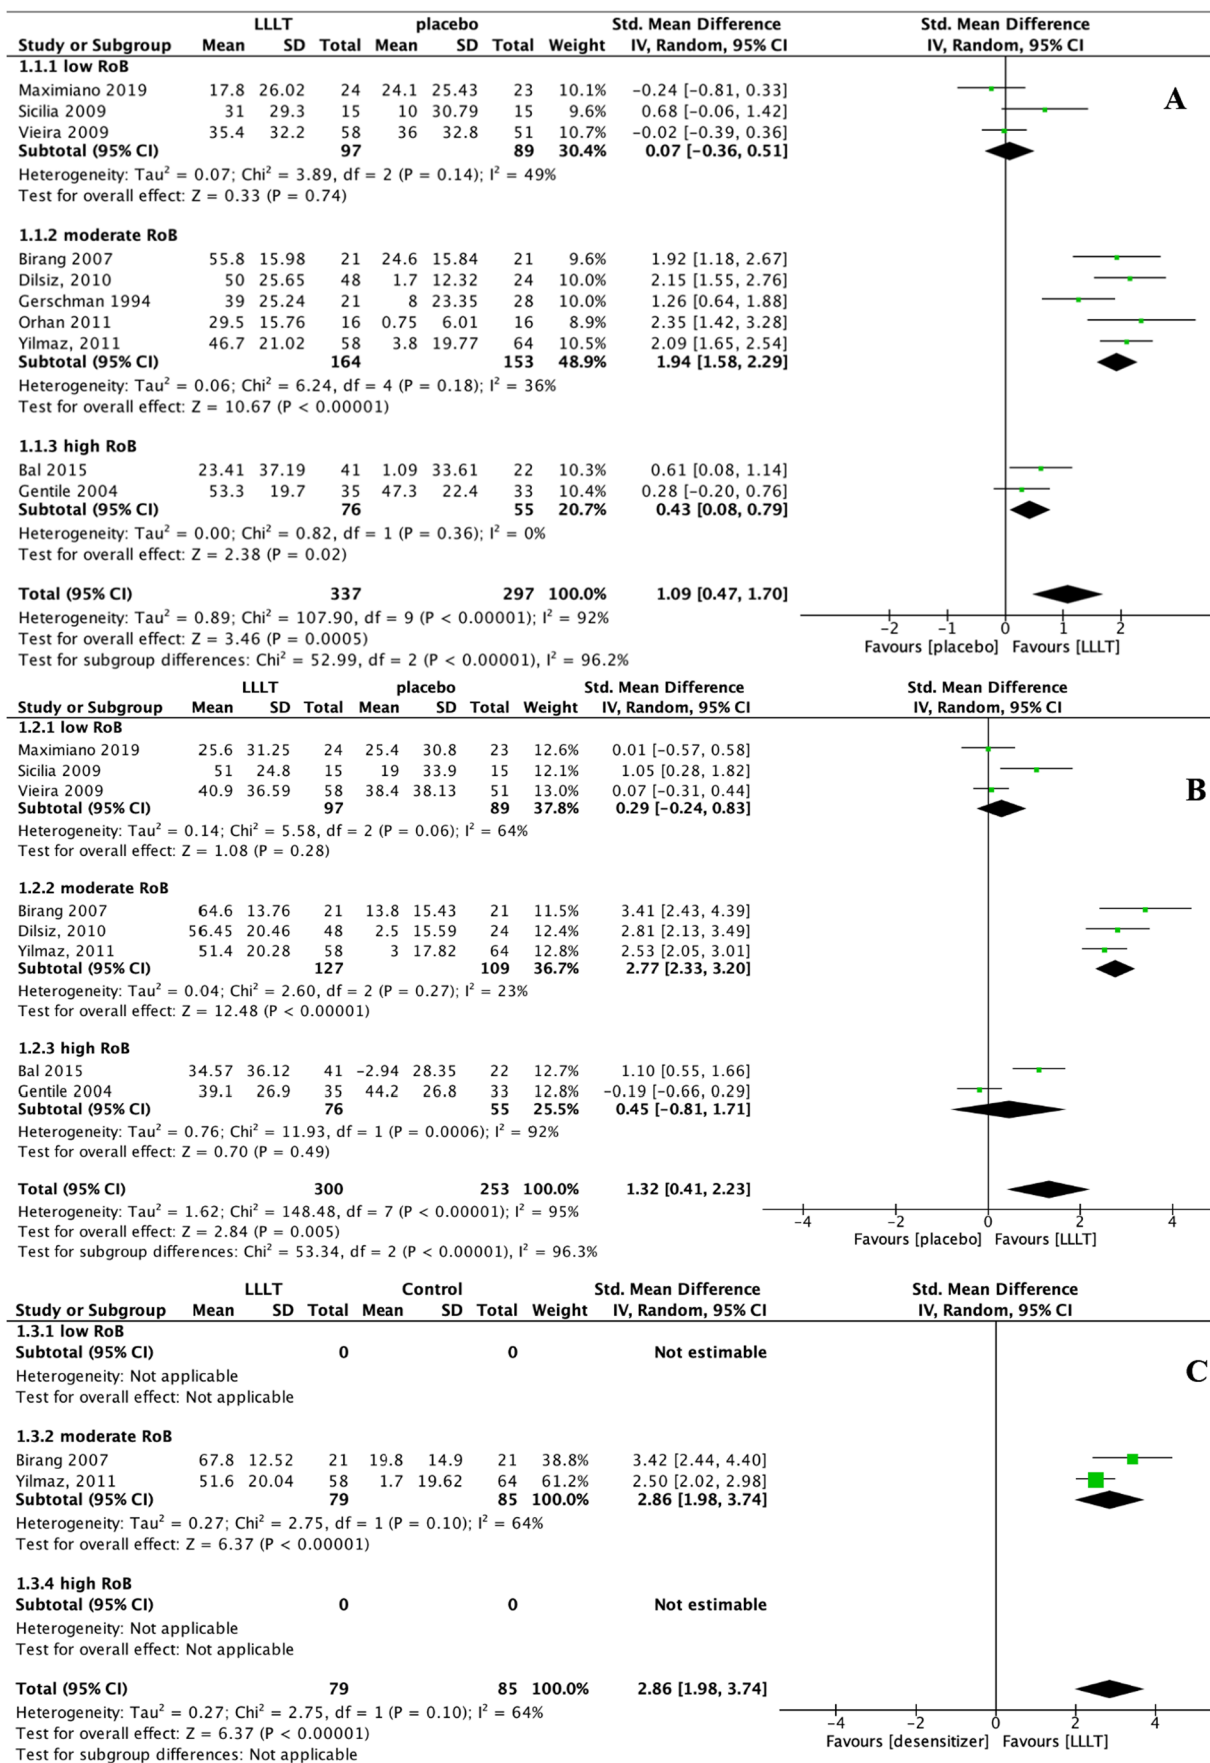 LLLT placebo Std. Mean Difference Std. Mean Difference
Study or Subgroup Mean SD Total Mean SD Total Weight IV, Random, 95% CI IV, Random, 95% CI
1.1.1 low RoB
Maximiano 2019 17.8 26.02 24 24.1 25.43 23 10.1% −0.24 [−0.81, 0.33]
A
Sicilia 2009 31 29.3 15 10 30.79 15 9.6% 0.68 [−0.06, 1.42]
Vieira 2009 35.4 32.2 58 36 32.8 51 10.7% −0.02 [−0.39, 0.36]
Subtotal (95% CI) 97 89 30.4% 0.07 [−0.36, 0.51]
Heterogeneity: Tau² = 0.07; Chi² = 3.89, df = 2 (P = 0.14); I² = 49%
Test for overall effect: Z = 0.33 (P = 0.74)
1.1.2 moderate RoB
Birang 2007 55.8 15.98 21 24.6 15.84 21 9.6% 1.92 [1.18, 2.67]
Dilsiz, 2010 50 25.65 48 1.7 12.32 24 10.0% 2.15 [1.55, 2.76]
Gerschman 1994 39 25.24 21 8 23.35 28 10.0% 1.26 [0.64, 1.88]
Orhan 2011 29.5 15.76 16 0.75 6.01 16 8.9% 2.35 [1.42, 3.28]
Yilmaz, 2011 46.7 21.02 58 3.8 19.77 64 10.5% 2.09 [1.65, 2.54]
Subtotal (95% CI) 164 153 48.9% 1.94 [1.58, 2.29]
Heterogeneity: Tau² = 0.06; Chi² = 6.24, df = 4 (P = 0.18); I² = 36%
Test for overall effect: Z = 10.67 (P < 0.00001)
1.1.3 high RoB
Bal 2015 23.41 37.19 41 1.09 33.61 22 10.3% 0.61 [0.08, 1.14]
Gentile 2004 53.3 19.7 35 47.3 22.4 33 10.4% 0.28 [−0.20, 0.76]
Subtotal (95% CI) 76 55 20.7% 0.43 [0.08, 0.79]
Heterogeneity: Tau² = 0.00; Chi² = 0.82, df = 1 (P = 0.36); I² = 0%
Test for overall effect: Z = 2.38 (P = 0.02)
Total (95% CI) 337 297 100.0% 1.09 [0.47, 1.70]
Heterogeneity: Tau² = 0.89; Chi² = 107.90, df = 9 (P < 0.00001); I² = 92%
−2 −1 0 1 2
Test for overall effect: Z = 3.46 (P = 0.0005)
Favours [placebo] Favours [LLLT]
Test for subgroup differences: Chi² = 52.99, df = 2 (P < 0.00001), I² = 96.2%
LLLT placebo Std. Mean Difference Std. Mean Difference
Study or Subgroup Mean SD Total Mean SD Total Weight IV, Random, 95% CI IV, Random, 95% CI
1.2.1 low RoB
Maximiano 2019 25.6 31.25 24 25.4 30.8 23 12.6% 0.01 [−0.57, 0.58]
Sicilia 2009 51 24.8 15 19 33.9 15 12.1% 1.05 [0.28, 1.82]
Vieira 2009 40.9 36.59 58 38.4 38.13 51 13.0% 0.07 [−0.31, 0.44]
B
Subtotal (95% CI) 97 89 37.8% 0.29 [−0.24, 0.83]
Heterogeneity: Tau² = 0.14; Chi² = 5.58, df = 2 (P = 0.06); I² = 64%
Test for overall effect: Z = 1.08 (P = 0.28)
1.2.2 moderate RoB
Birang 2007 64.6 13.76 21 13.8 15.43 21 11.5% 3.41 [2.43, 4.39]
Dilsiz, 2010 56.45 20.46 48 2.5 15.59 24 12.4% 2.81 [2.13, 3.49]
Yilmaz, 2011 51.4 20.28 58 3 17.82 64 12.8% 2.53 [2.05, 3.01]
Subtotal (95% CI) 127 109 36.7% 2.77 [2.33, 3.20]
Heterogeneity: Tau² = 0.04; Chi² = 2.60, df = 2 (P = 0.27); I² = 23%
Test for overall effect: Z = 12.48 (P < 0.00001)
1.2.3 high RoB
Bal 2015 34.57 36.12 41 −2.94 28.35 22 12.7% 1.10 [0.55, 1.66]
Gentile 2004 39.1 26.9 35 44.2 26.8 33 12.8% −0.19 [−0.66, 0.29]
Subtotal (95% CI) 76 55 25.5% 0.45 [−0.81, 1.71]
Heterogeneity: Tau² = 0.76; Chi² = 11.93, df = 1 (P = 0.0006); I² = 92%
Test for overall effect: Z = 0.70 (P = 0.49)
Total (95% CI) 300 253 100.0% 1.32 [0.41, 2.23]
Heterogeneity: Tau² = 1.62; Chi² = 148.48, df = 7 (P < 0.00001); I² = 95%
−4 −2 0 2 4
Test for overall effect: Z = 2.84 (P = 0.005)
Favours [placebo] Favours [LLLT]
Test for subgroup differences: Chi² = 53.34, df = 2 (P < 0.00001), I² = 96.3%
LLLT Control Std. Mean Difference Std. Mean Difference
Study or Subgroup Mean SD Total Mean SD Total Weight IV, Random, 95% CI IV, Random, 95% CI
1.3.1 low RoB
Subtotal (95% CI) 0 0 Not estimable
C
Heterogeneity: Not applicable
Test for overall effect: Not applicable
1.3.2 moderate RoB
Birang 2007 67.8 12.52 21 19.8 14.9 21 38.8% 3.42 [2.44, 4.40]
Yilmaz, 2011 51.6 20.04 58 1.7 19.62 64 61.2% 2.50 [2.02, 2.98]
Subtotal (95% CI) 79 85 100.0% 2.86 [1.98, 3.74]
Heterogeneity: Tau² = 0.27; Chi² = 2.75, df = 1 (P = 0.10); I² = 64%
Test for overall effect: Z = 6.37 (P < 0.00001)
1.3.4 high RoB
Subtotal (95% CI) 0 0 Not estimable
Heterogeneity: Not applicable
Test for overall effect: Not applicable
Total (95% CI) 79 85 100.0% 2.86 [1.98, 3.74]
Heterogeneity: Tau² = 0.27; Chi² = 2.75, df = 1 (P = 0.10); I² = 64%
−4 −2 0 2 4
Test for overall effect: Z = 6.37 (P < 0.00001)
Favours [desensitizer] Favours [LLLT]
Test for subgroup differences: Not applicable